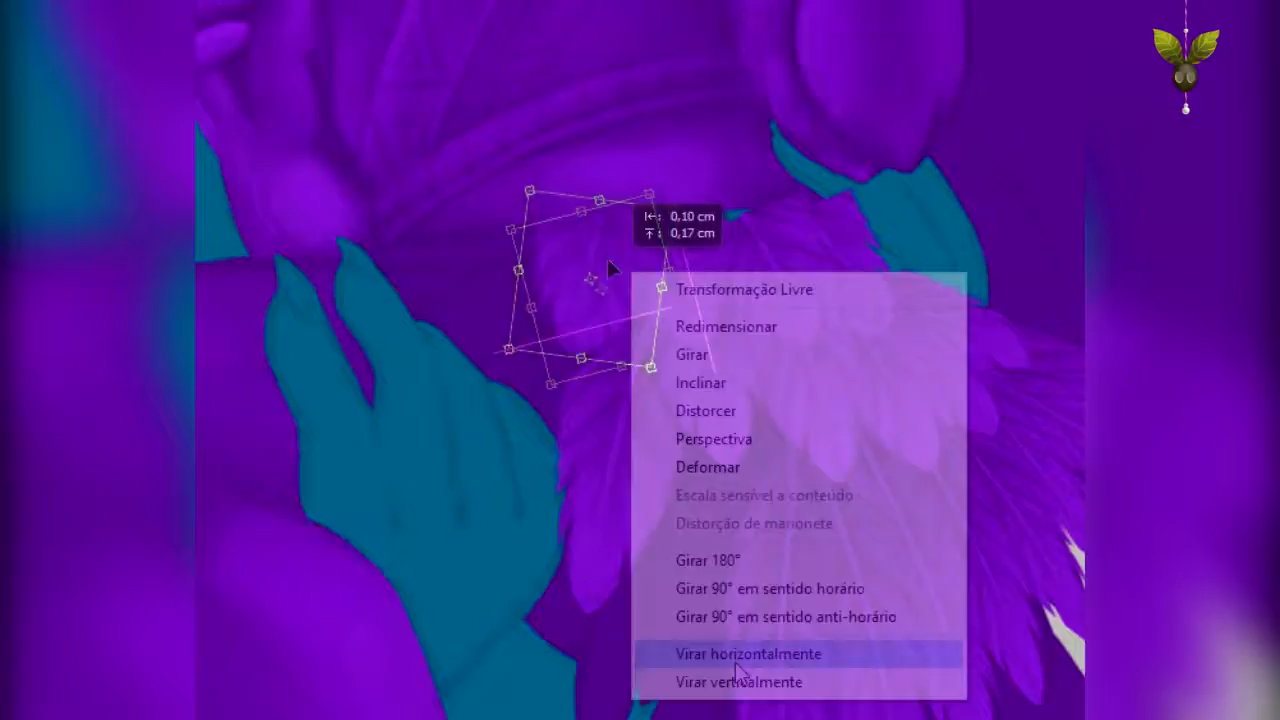 0,10 cm
0,17 cm
Transformação Livre
Redimensionar
Girar
Inclinar
Distorcer
Perspectiva
Deformar
Escala sensível a conteúdo
Distorção de marionete
Girar 180°
Girar 90° em sentido horário
Girar 90° em sentido anti-horário
Virar horizontalmente
Virar verticalmente